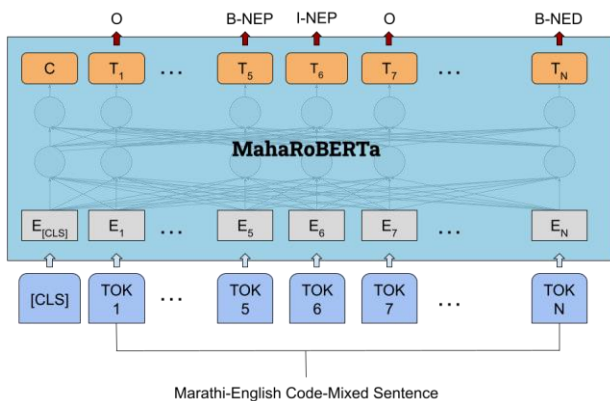 O B-NEP I-NEP O B-NED
C T1 ... T5 T6 T7 ... TN
MahaRoBERTa
E[CLS] E1 ... E5 E6 E7 ... EN
[CLS] TOK 1 ... TOK 5 TOK 6 TOK 7 ... TOK N
Marathi-English Code-Mixed Sentence